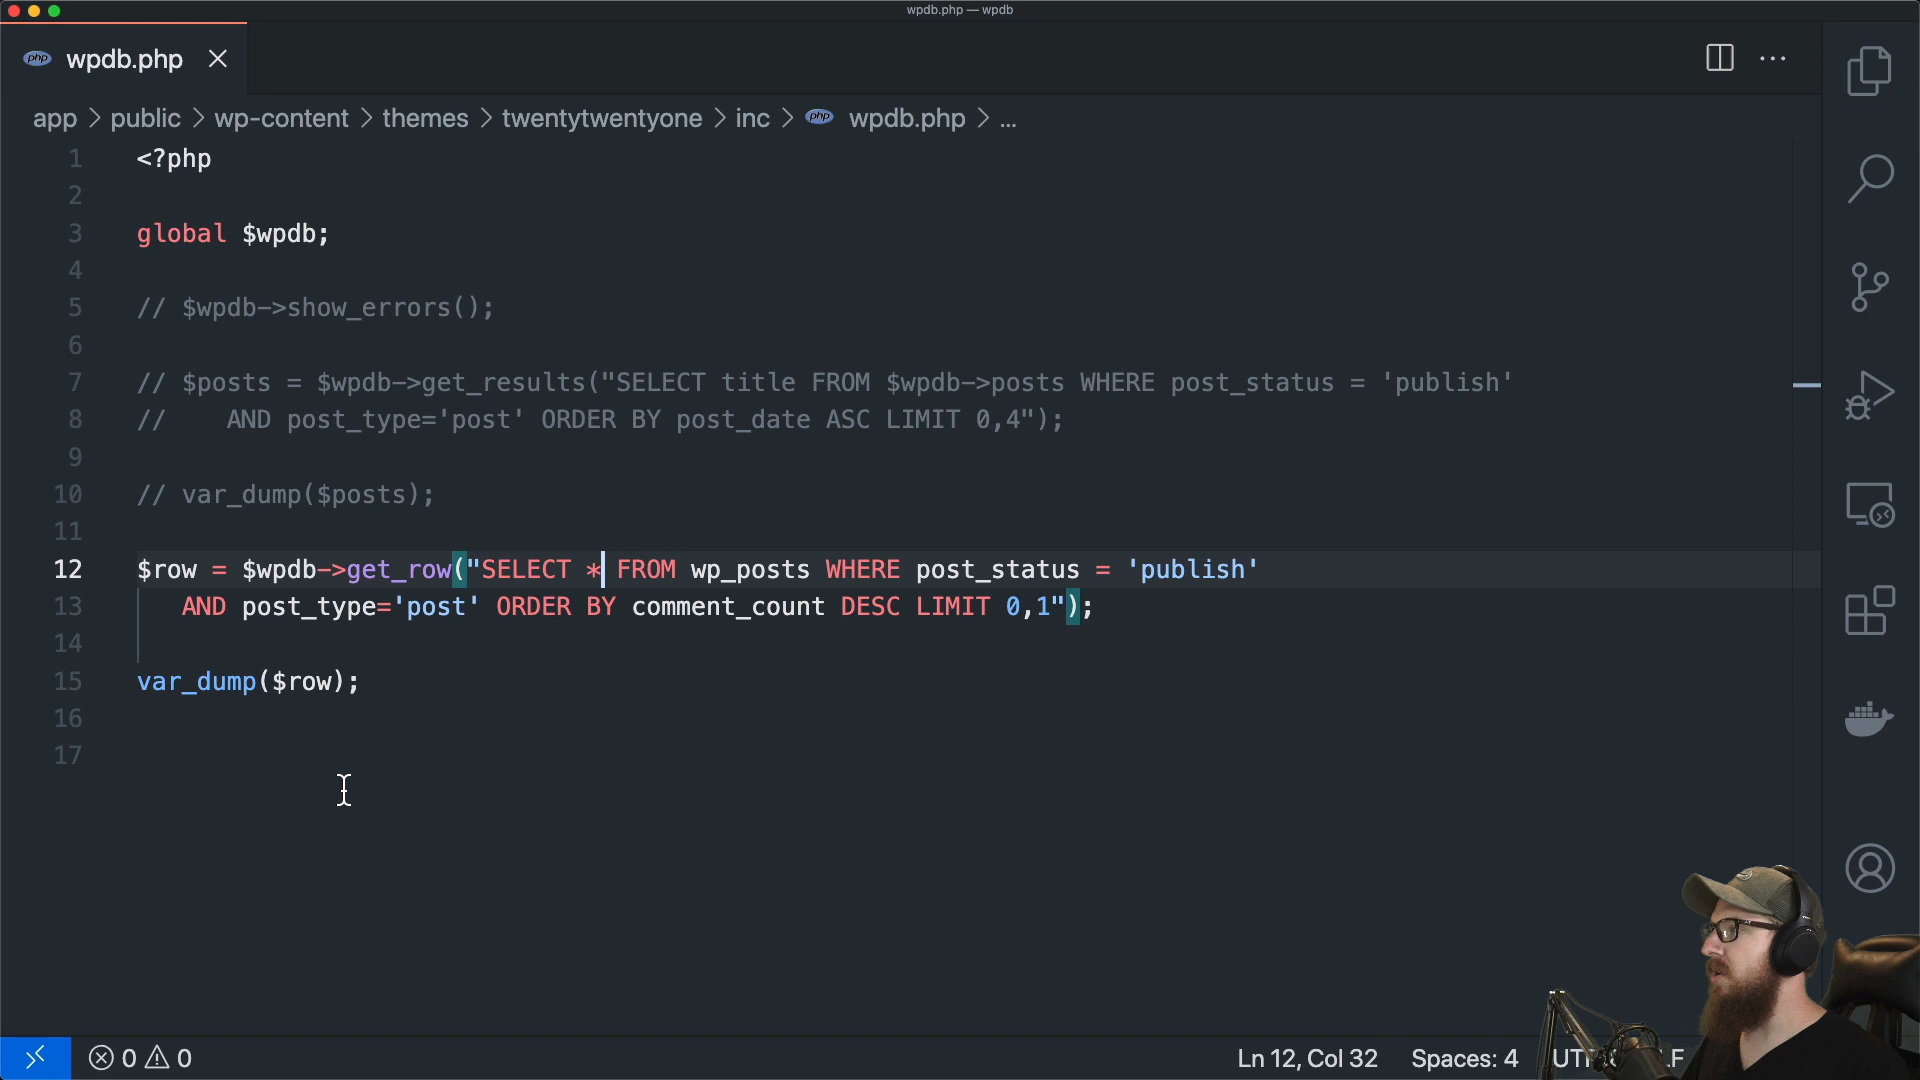 wpdb.php — wpdb
php wpdb.php
app > public > wp-content > themes > twentytwentyone > inc > php wpdb.php > ...
1 <?php
2
3 global $wpdb;
4
5 // $wpdb->show_errors();
6
7 // $posts = $wpdb->get_results("SELECT title FROM $wpdb->posts WHERE post_status = 'publish'
8 //    AND post_type='post' ORDER BY post_date ASC LIMIT 0,4");
9
10 // var_dump($posts);
11
12 $row = $wpdb->get_row("SELECT * FROM wp_posts WHERE post_status = 'publish'
13    AND post_type='post' ORDER BY comment_count DESC LIMIT 0,1");
14
15 var_dump($row);
16
17
0 0 Ln 12, Col 32 Spaces: 4